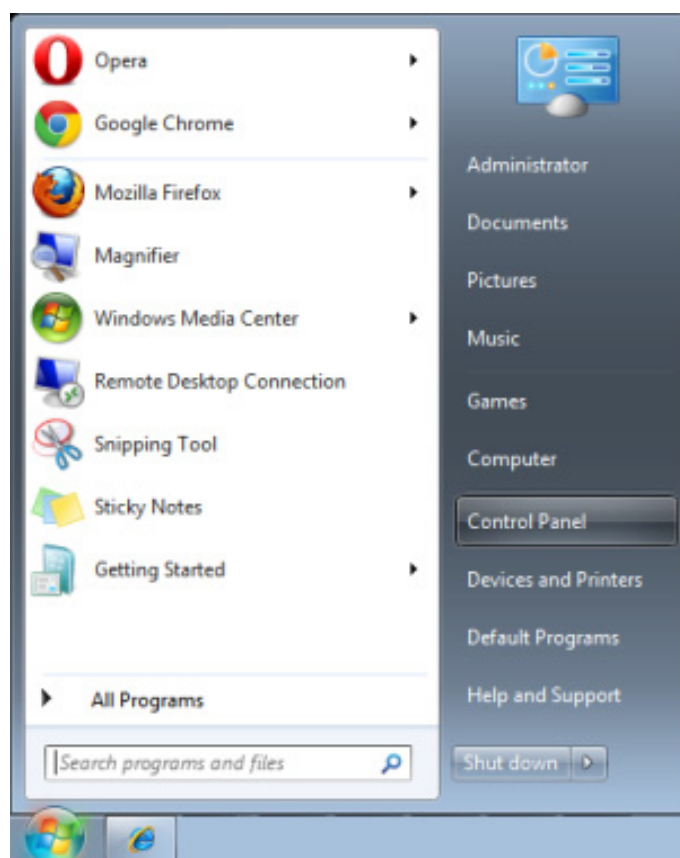 Opera
Google Chrome
Mozilla Firefox
Magnifier
Windows Media Center
Remote Desktop Connection
Snipping Tool
Sticky Notes
Getting Started
All Programs
Search programs and files
Administrator
Documents
Pictures
Music
Games
Computer
Control Panel
Devices and Printers
Default Programs
Help and Support
Shut down